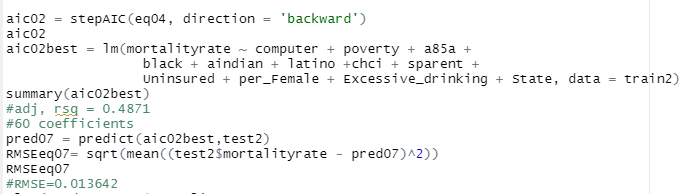 aic02 = stepAIC(eq04, direction = 'backward')
aic02
aic02best = lm(mortalityrate ~ computer + poverty + a85a +
black + aindian + latino +chci + sparent +
Uninsured + per_Female + Excessive_drinking + State, data = train2)
summary(aic02best)
#adj, rsq = 0.4871
#60 coefficients
pred07 = predict(aic02best,test2)
RMSEeq07= sqrt(mean((test2$mortalityrate - pred07)^2))
RMSEeq07
#RMSE=0.013642